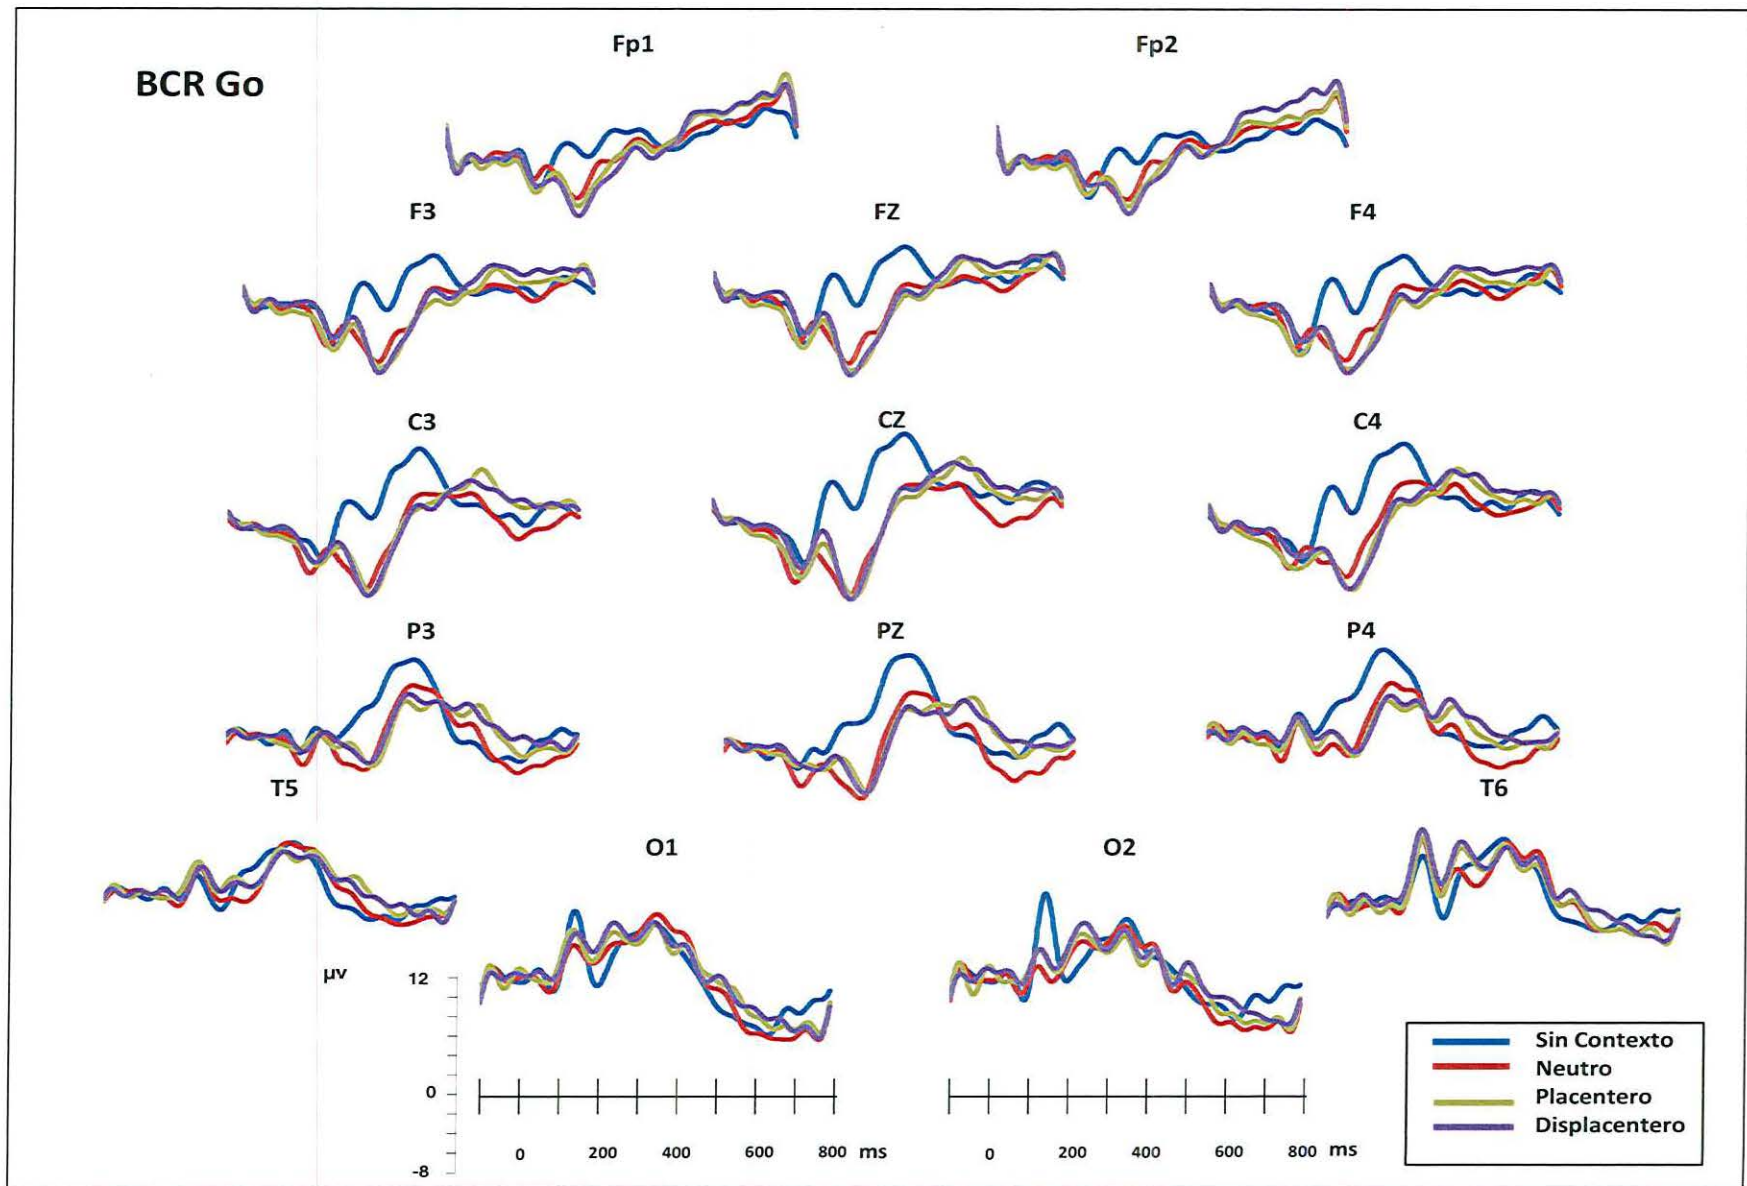 Fp1 Fp2
BCR Go
F3 FZ F4
C3 CZ C4
P3 PZ P4
T5 T6
O1 O2
µv 12
0
-8
0 200 400 600 800 ms 0 200 400 600 800 ms
Sin Contexto
Neutro
Placentero
Displacentero